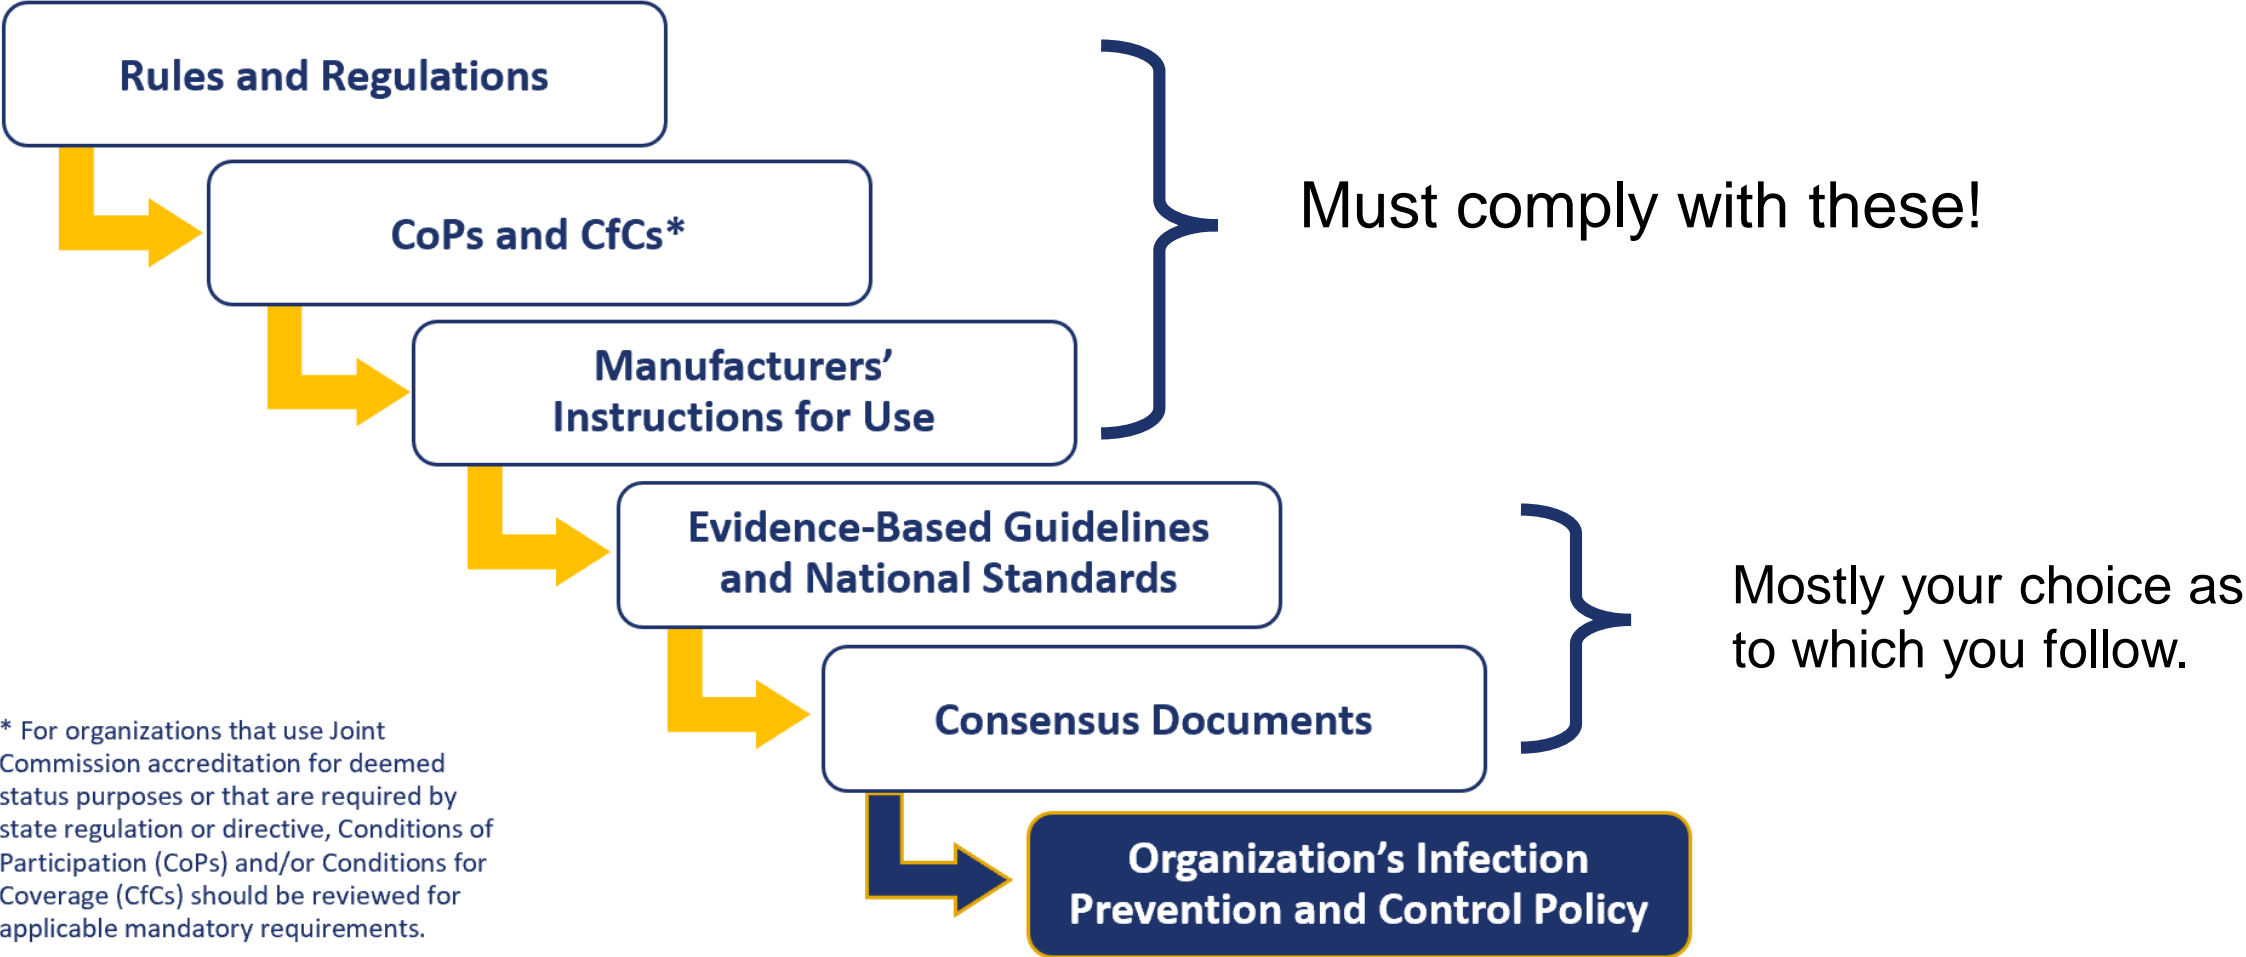 Rules and Regulations
CoPs and CfCs*
Manufacturers’
Instructions for Use
Must comply with these!
Evidence-Based Guidelines
and National Standards
Consensus Documents
Mostly your choice as
to which you follow.
Organization’s Infection
Prevention and Control Policy
* For organizations that use Joint
Commission accreditation for deemed
status purposes or that are required by
state regulation or directive, Conditions of
Participation (CoPs) and/or Conditions for
Coverage (CfCs) should be reviewed for
applicable mandatory requirements.